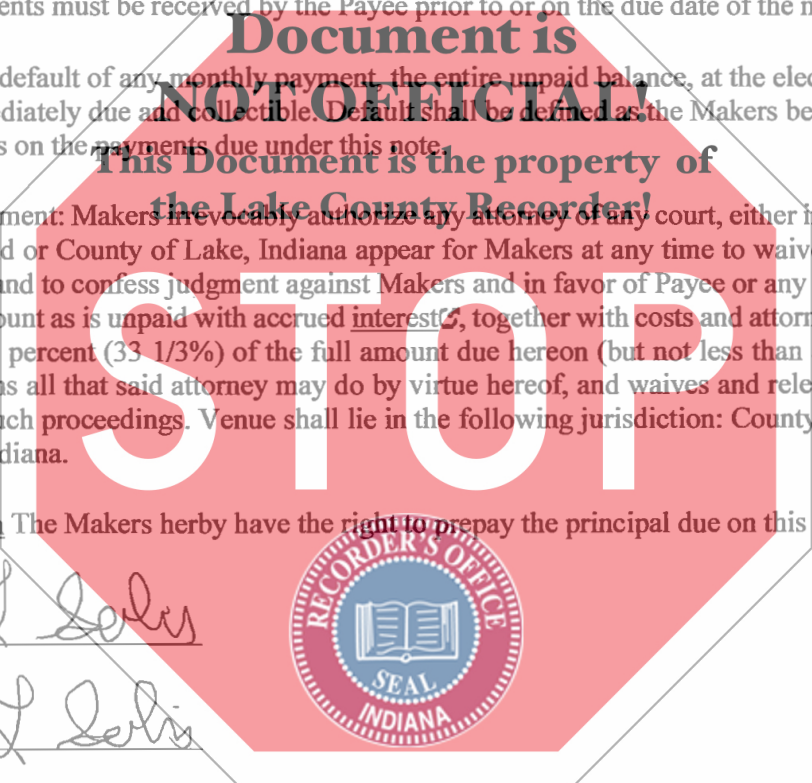 ents must be received by the Payee prior to or on the due date of the n
Document is
default of any monthly payment, the entire unpaid balance, at the elec
NOT OFFICIAL!
diately due and collectible. Default shall be defined as the Makers be
s on the payments due under this note.
This Document is the property of
the Lake County Recorder!
ment: Makers irrevocably authorize any attorney of any court, either i
d or County of Lake, Indiana appear for Makers at any time to waiv
and to confess judgment against Makers and in favor of Payee or any
ount as is unpaid with accrued interest, together with costs and attorn
percent (33 1/3%) of the full amount due hereon (but not less than
ns all that said attorney may do by virtue hereof, and waives and rele
uch proceedings. Venue shall lie in the following jurisdiction: County
diana.
STOP
The Makers herby have the right to prepay the principal due on this
RECORDER'S OFFICE
SEAL
INDIANA